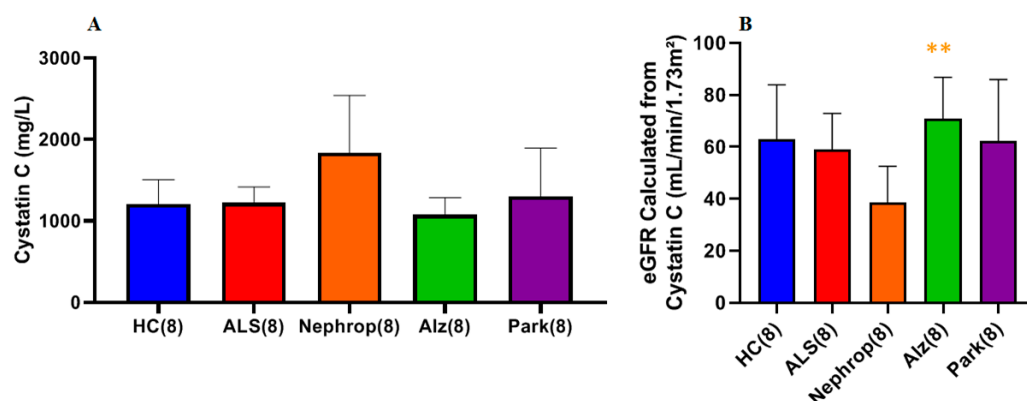 A
Cystatin C (mg/L)
3000
2000
1000
0
HC(8)
ALS(8)
Nephrop(8)
Alz(8)
Park(8)
B
eGFR Calculated from
Cystatin C (mL/min/1.73m²)
100
80
60
40
20
0
**
HC(8)
ALS(8)
Nephrop(8)
Alz(8)
Park(8)